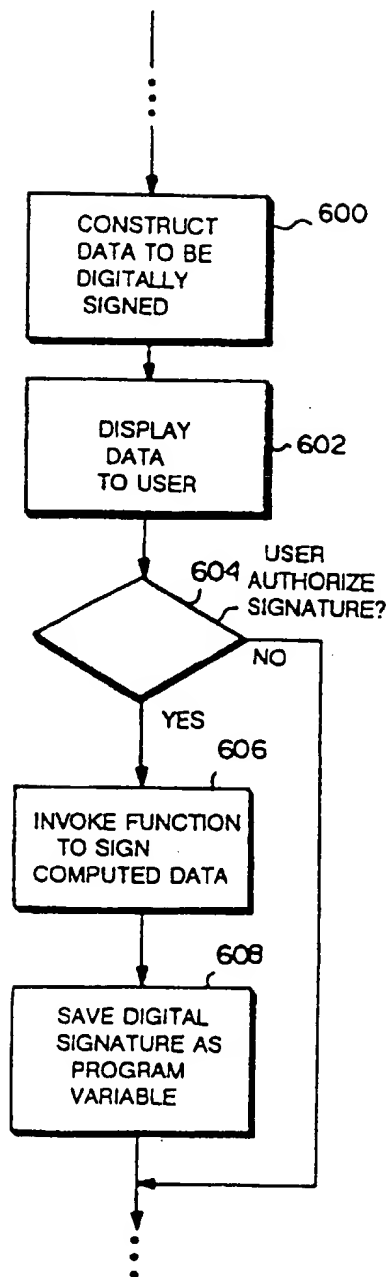 CONSTRUCT
DATA TO BE
DIGITALLY
SIGNED
600
DISPLAY
DATA
TO USER
602
604
USER
AUTHORIZE
SIGNATURE?
NO
YES
606
INVOKE FUNCTION
TO SIGN
COMPUTED DATA
608
SAVE DIGITAL
SIGNATURE AS
PROGRAM
VARIABLE